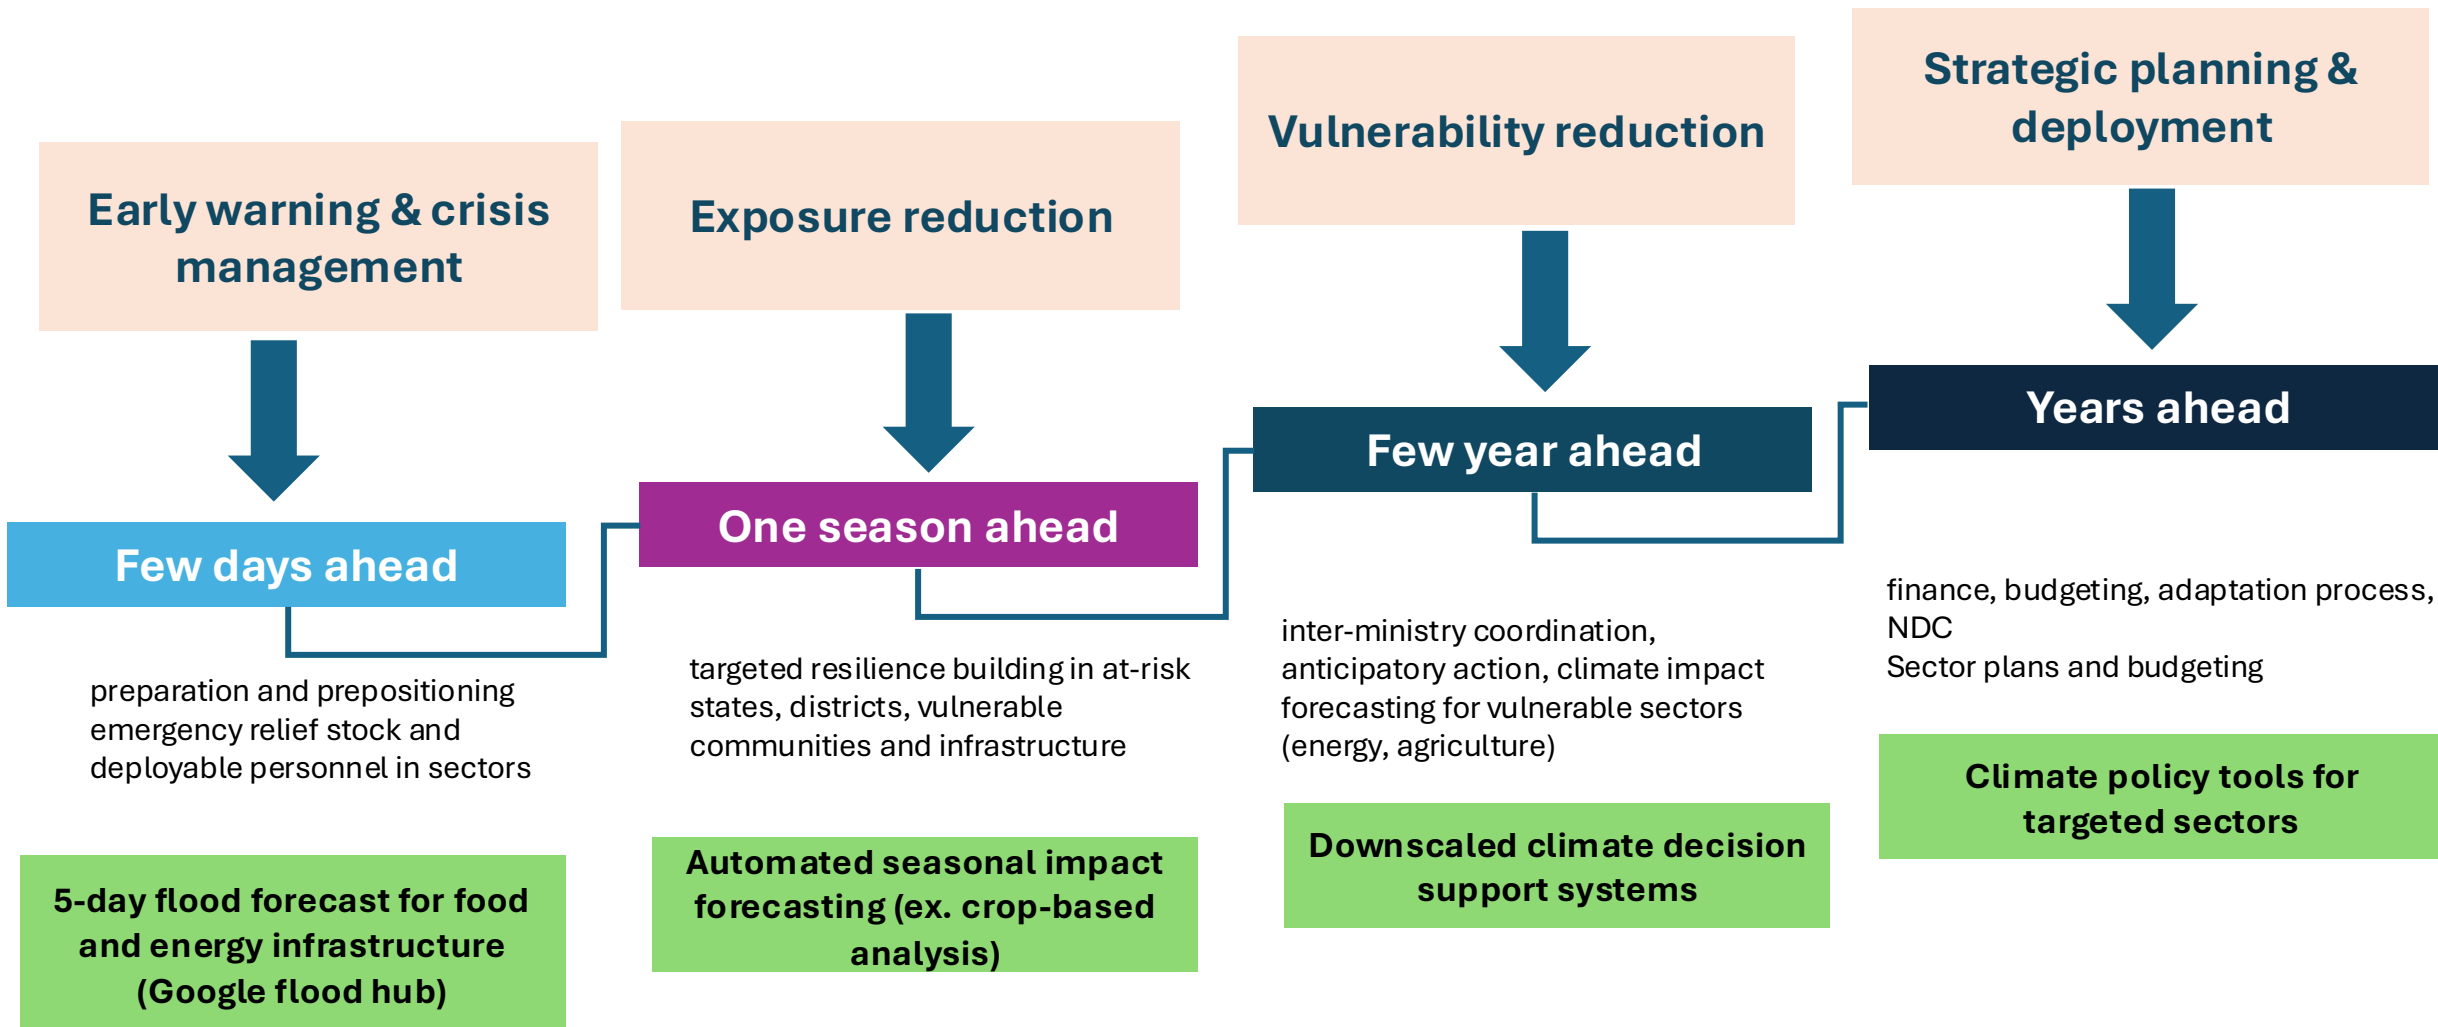 Early warning & crisis
management
Few days ahead
preparation and prepositioning
emergency relief stock and
deployable personnel in sectors
5-day flood forecast for food
and energy infrastructure
(Google flood hub)
Exposure reduction
One season ahead
targeted resilience building in at-risk
states, districts, vulnerable
communities and infrastructure
Automated seasonal impact
forecasting (ex. crop-based
analysis)
Vulnerability reduction
Few year ahead
inter-ministry coordination,
anticipatory action, climate impact
forecasting for vulnerable sectors
(energy, agriculture)
Downscaled climate decision
support systems
Strategic planning &
deployment
Years ahead
finance, budgeting, adaptation process,
NDC
Sector plans and budgeting
Climate policy tools for
targeted sectors